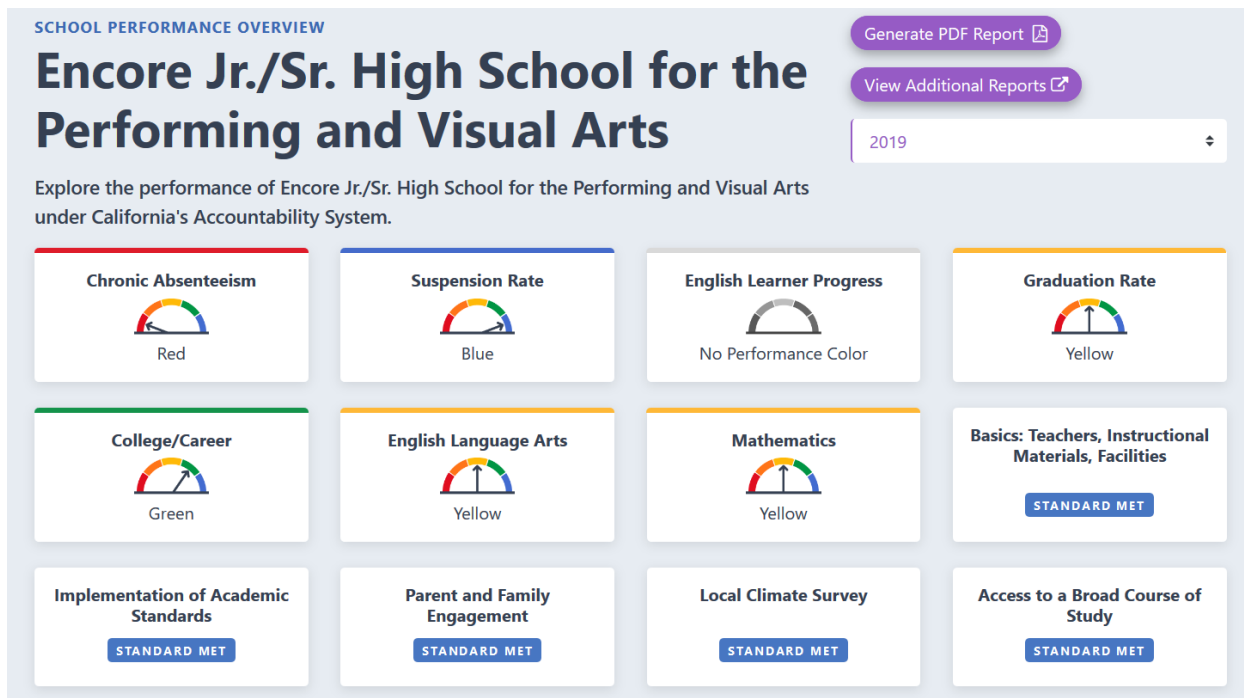 SCHOOL PERFORMANCE OVERVIEW
Encore Jr./Sr. High School for the
Performing and Visual Arts
Explore the performance of Encore Jr./Sr. High School for the Performing and Visual Arts
under California's Accountability System.
Generate PDF Report
View Additional Reports
2019
Chronic Absenteeism
Red
Suspension Rate
Blue
English Learner Progress
No Performance Color
Graduation Rate
Yellow
College/Career
Green
English Language Arts
Yellow
Mathematics
Yellow
Basics: Teachers, Instructional
Materials, Facilities
STANDARD MET
Implementation of Academic
Standards
STANDARD MET
Parent and Family
Engagement
STANDARD MET
Local Climate Survey
STANDARD MET
Access to a Broad Course of
Study
STANDARD MET